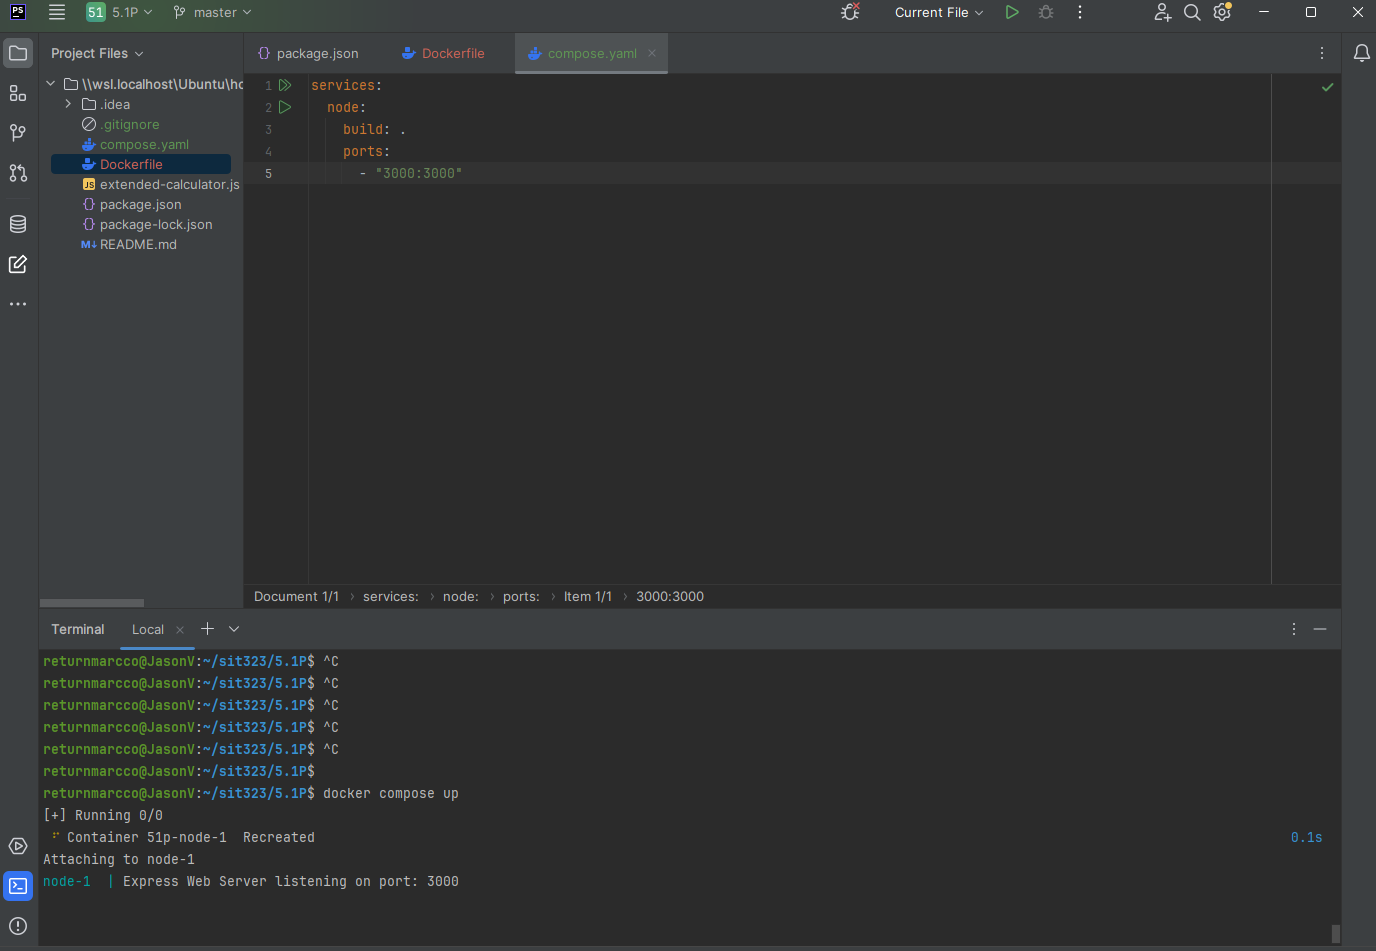 PS 51 5.1P master Current File
Project Files
\\wsl.localhost\Ubuntu\ho
.idea
.gitignore
compose.yaml
Dockerfile
JS extended-calculator.js
package.json
package-lock.json
M↓ README.md
package.json Dockerfile compose.yaml
1 services:
2 node:
3 build: .
4 ports:
5 - "3000:3000"
Document 1/1 › services: › node: › ports: › Item 1/1 › 3000:3000
Terminal Local
returnmarcco@JasonV:~/sit323/5.1P$ ^C
returnmarcco@JasonV:~/sit323/5.1P$ ^C
returnmarcco@JasonV:~/sit323/5.1P$ ^C
returnmarcco@JasonV:~/sit323/5.1P$ ^C
returnmarcco@JasonV:~/sit323/5.1P$ ^C
returnmarcco@JasonV:~/sit323/5.1P$
returnmarcco@JasonV:~/sit323/5.1P$ docker compose up
[+] Running 0/0
⠋ Container 51p-node-1 Recreated 0.1s
Attaching to node-1
node-1 | Express Web Server listening on port: 3000